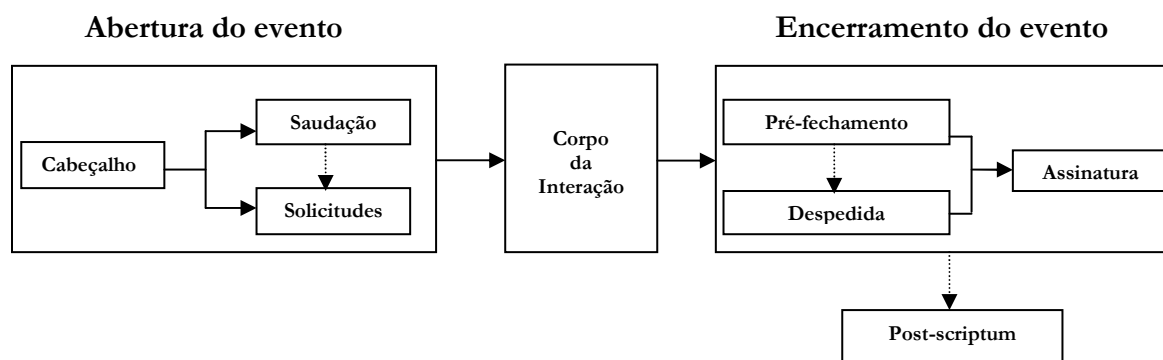 Abertura do evento
Encerramento do evento
Cabeçalho
Saudação
Solicitudes
Corpo
da
Interação
Pré-fechamento
Despedida
Assinatura
Post-scriptum